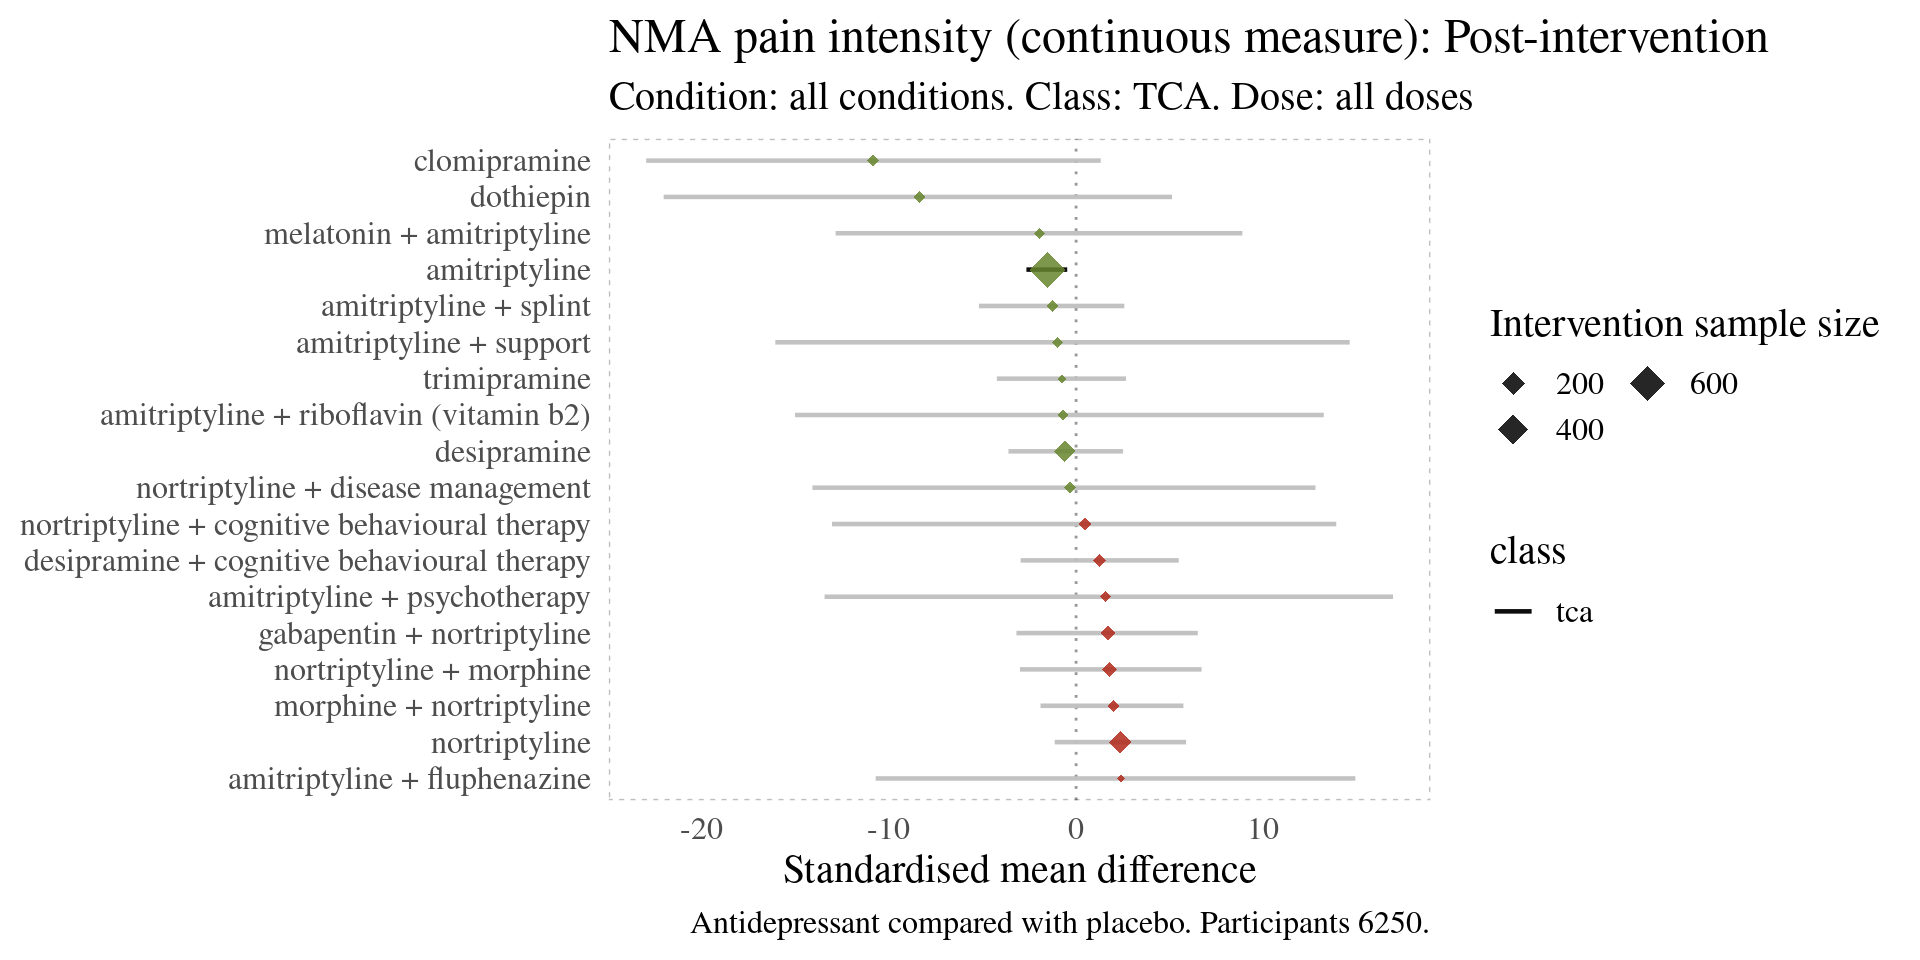 NMA pain intensity (continuous measure): Post-intervention
Condition: all conditions. Class: TCA. Dose: all doses
clomipramine
dothiepin
melatonin + amitriptyline
amitriptyline
amitriptyline + splint
amitriptyline + support
trimipramine
amitriptyline + riboflavin (vitamin b2)
desipramine
nortriptyline + disease management
nortriptyline + cognitive behavioural therapy
desipramine + cognitive behavioural therapy
amitriptyline + psychotherapy
gabapentin + nortriptyline
nortriptyline + morphine
morphine + nortriptyline
nortriptyline
amitriptyline + fluphenazine
-20 -10 0 10
Standardised mean difference
Antidepressant compared with placebo. Participants 6250.
Intervention sample size
200 600
400
class
tca